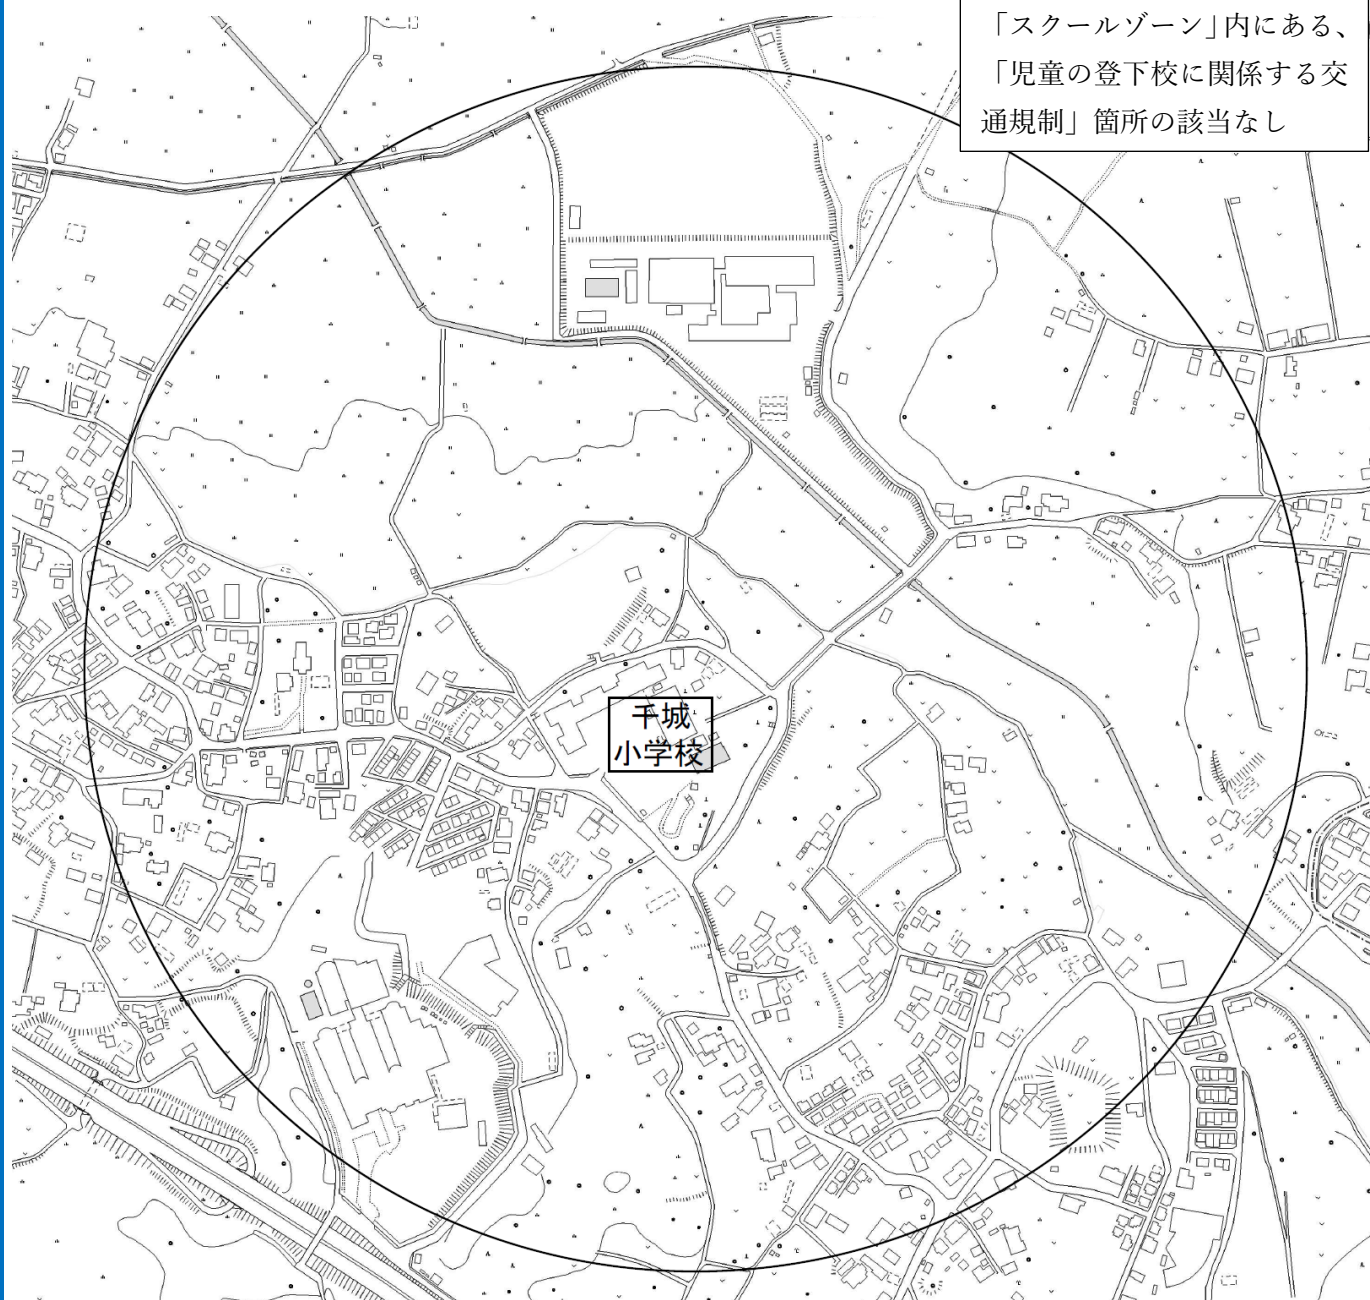 「スクールゾーン」内にある、
「児童の登下校に関係する交
通規制」箇所の該当なし
千城
小学校